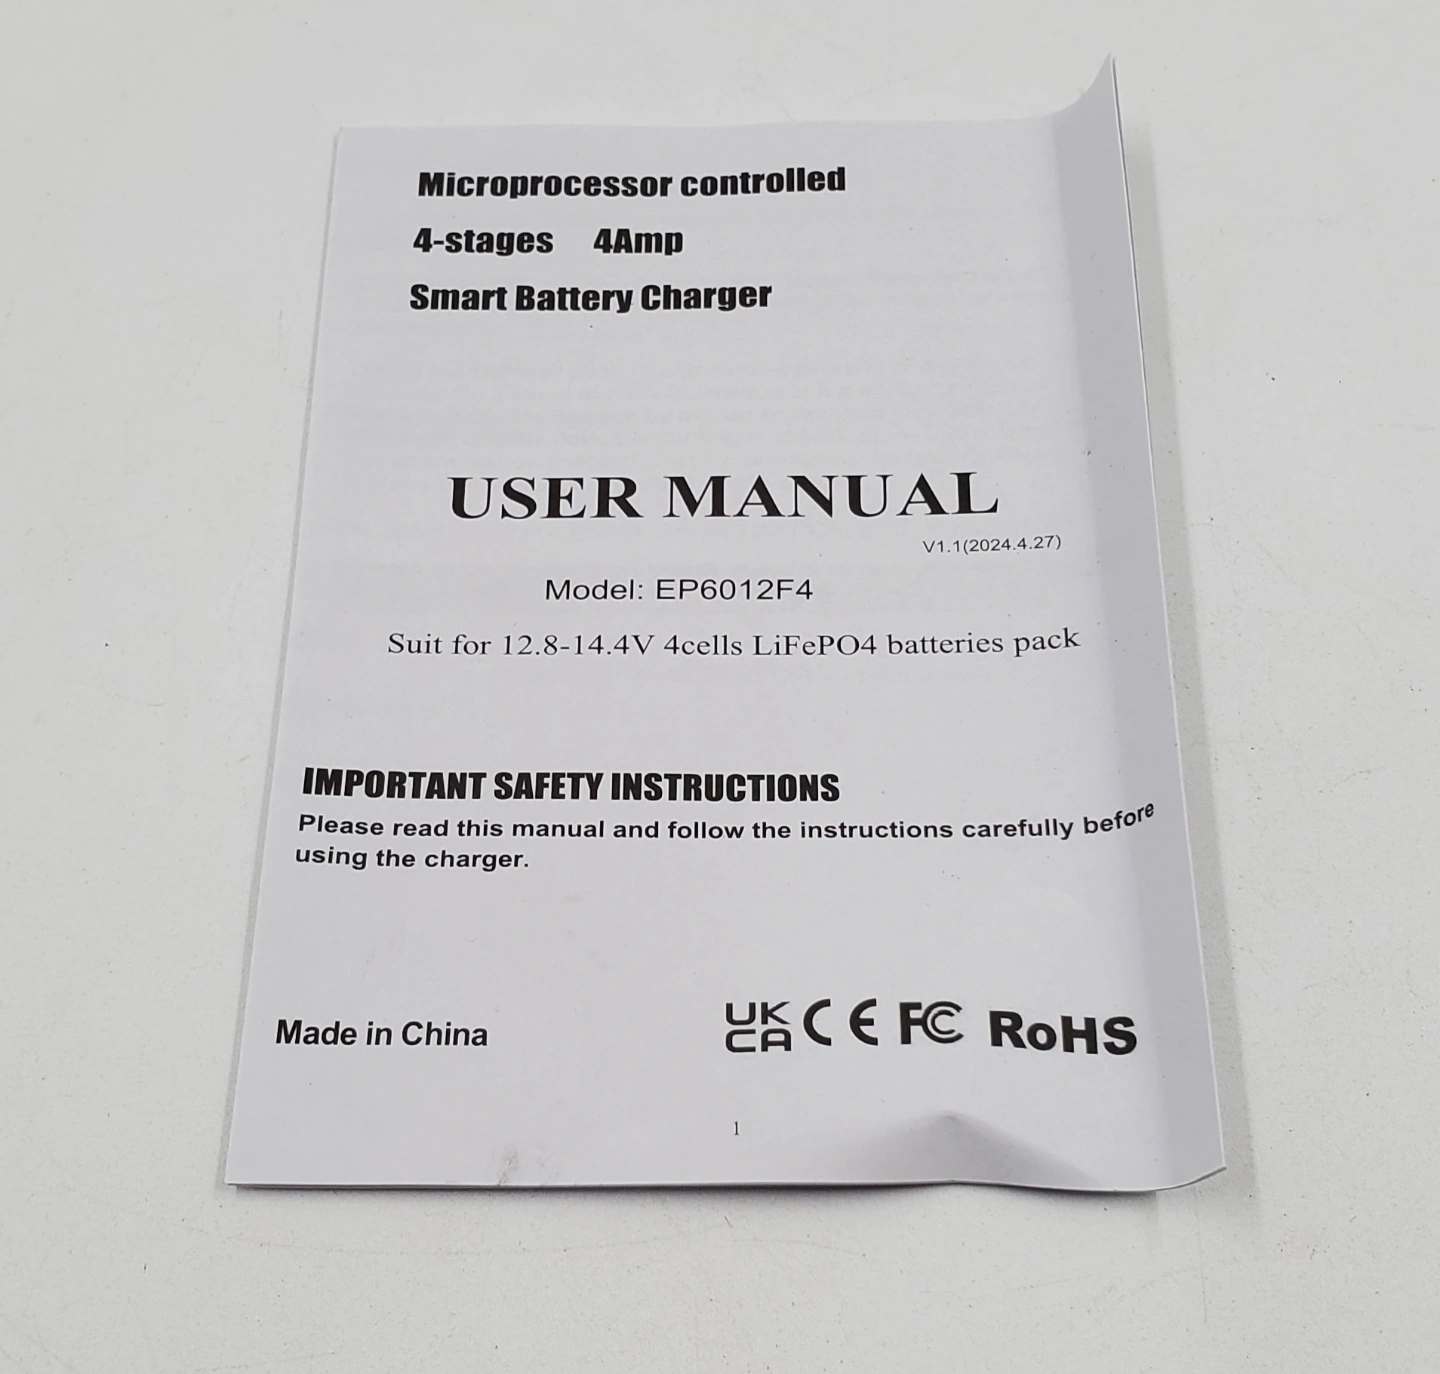 Microprocessor controlled
4-stages 4Amp
Smart Battery Charger
USER MANUAL
V1.1(2024.4.27)
Model: EP6012F4
Suit for 12.8-14.4V 4cells LiFePO4 batteries pack
IMPORTANT SAFETY INSTRUCTIONS
Please read this manual and follow the instructions carefully before
using the charger.
Made in China
UK
CA CE FC RoHS
1